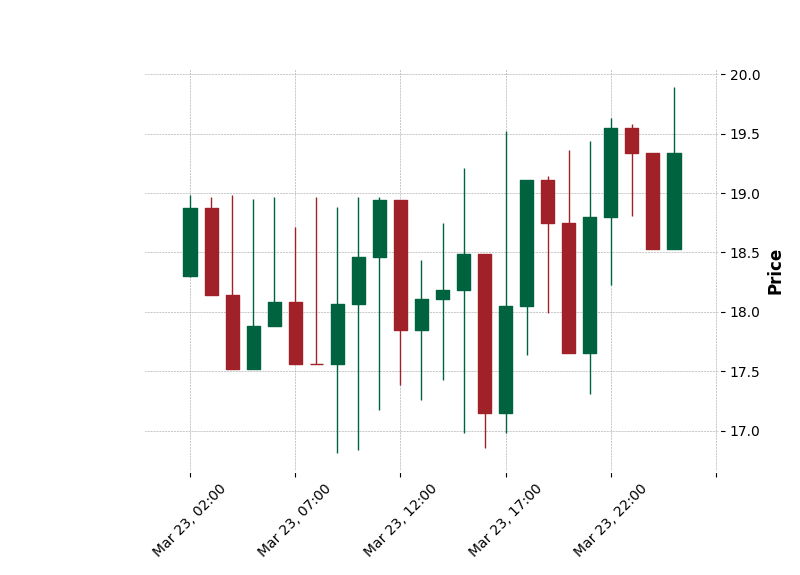 20.0
19.5
19.0
18.5
18.0
17.5
17.0
Price
Mar 23, 02:00
Mar 23, 07:00
Mar 23, 12:00
Mar 23, 17:00
Mar 23, 22:00